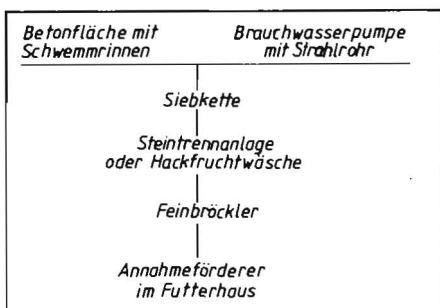 Betonfläche mit
Schwemmrinnen
Brauchwasserpumpe
mit Strahlrohr
Siebkette
Steintrennanlage
oder Hackfruchtwäsche
Feinbröckler
Annahmeförderer
im Futterhaus